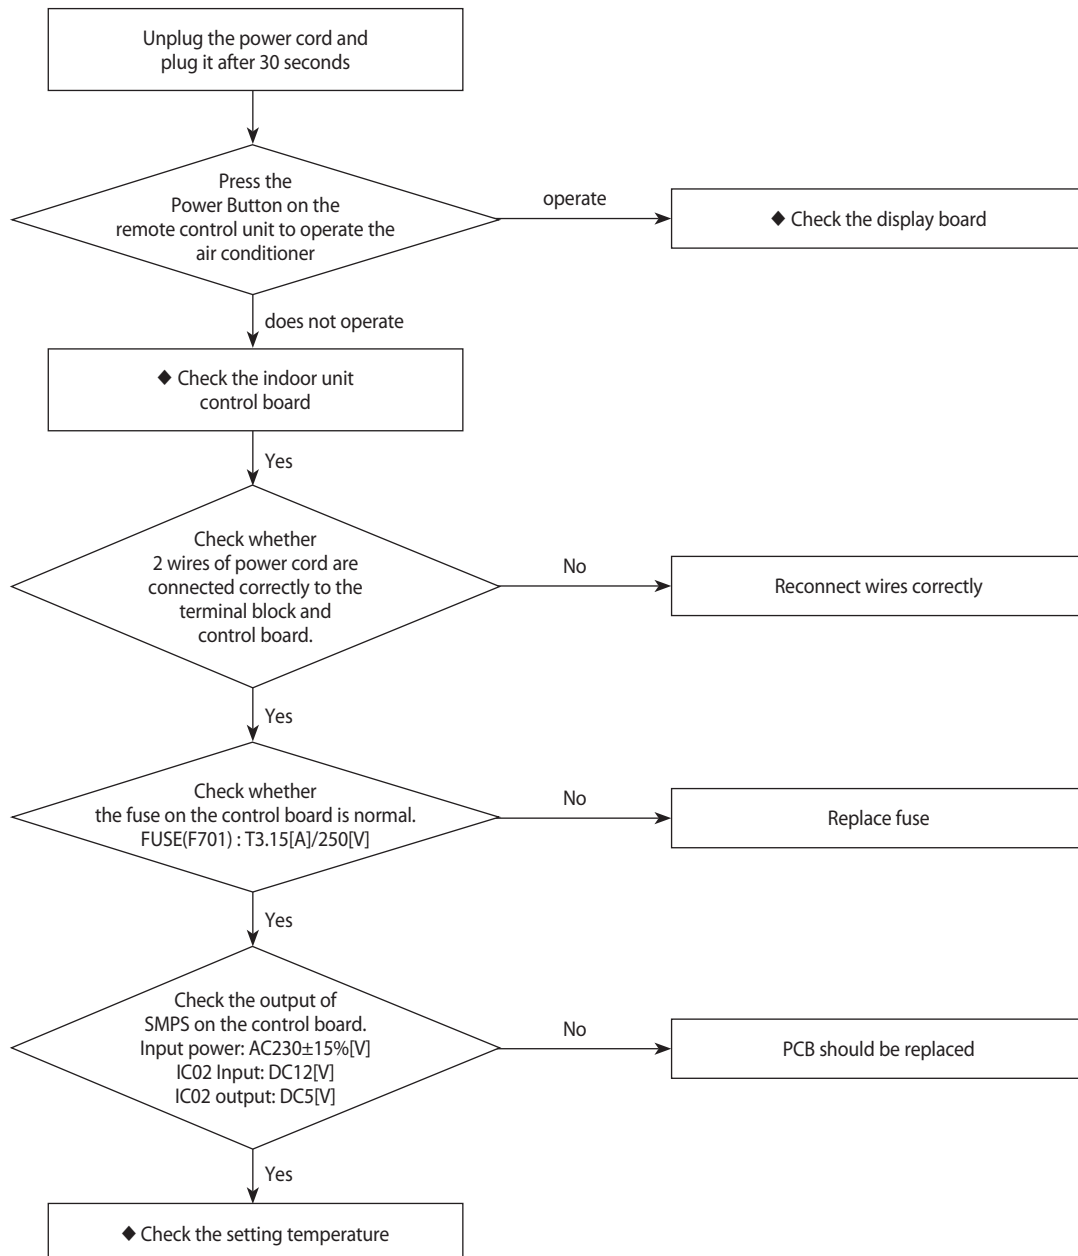 Unplug the power cord and
plug it after 30 seconds
Press the
Power Button on the
remote control unit to operate the
air conditioner
operate
◆ Check the display board
does not operate
◆ Check the indoor unit
control board
Yes
Check whether
2 wires of power cord are
connected correctly to the
terminal block and
control board.
No
Reconnect wires correctly
Yes
Check whether
the fuse on the control board is normal.
FUSE(F701) : T3.15[A]/250[V]
No
Replace fuse
Yes
Check the output of
SMPS on the control board.
Input power: AC230±15%[V]
IC02 Input: DC12[V]
IC02 output: DC5[V]
No
PCB should be replaced
Yes
◆ Check the setting temperature